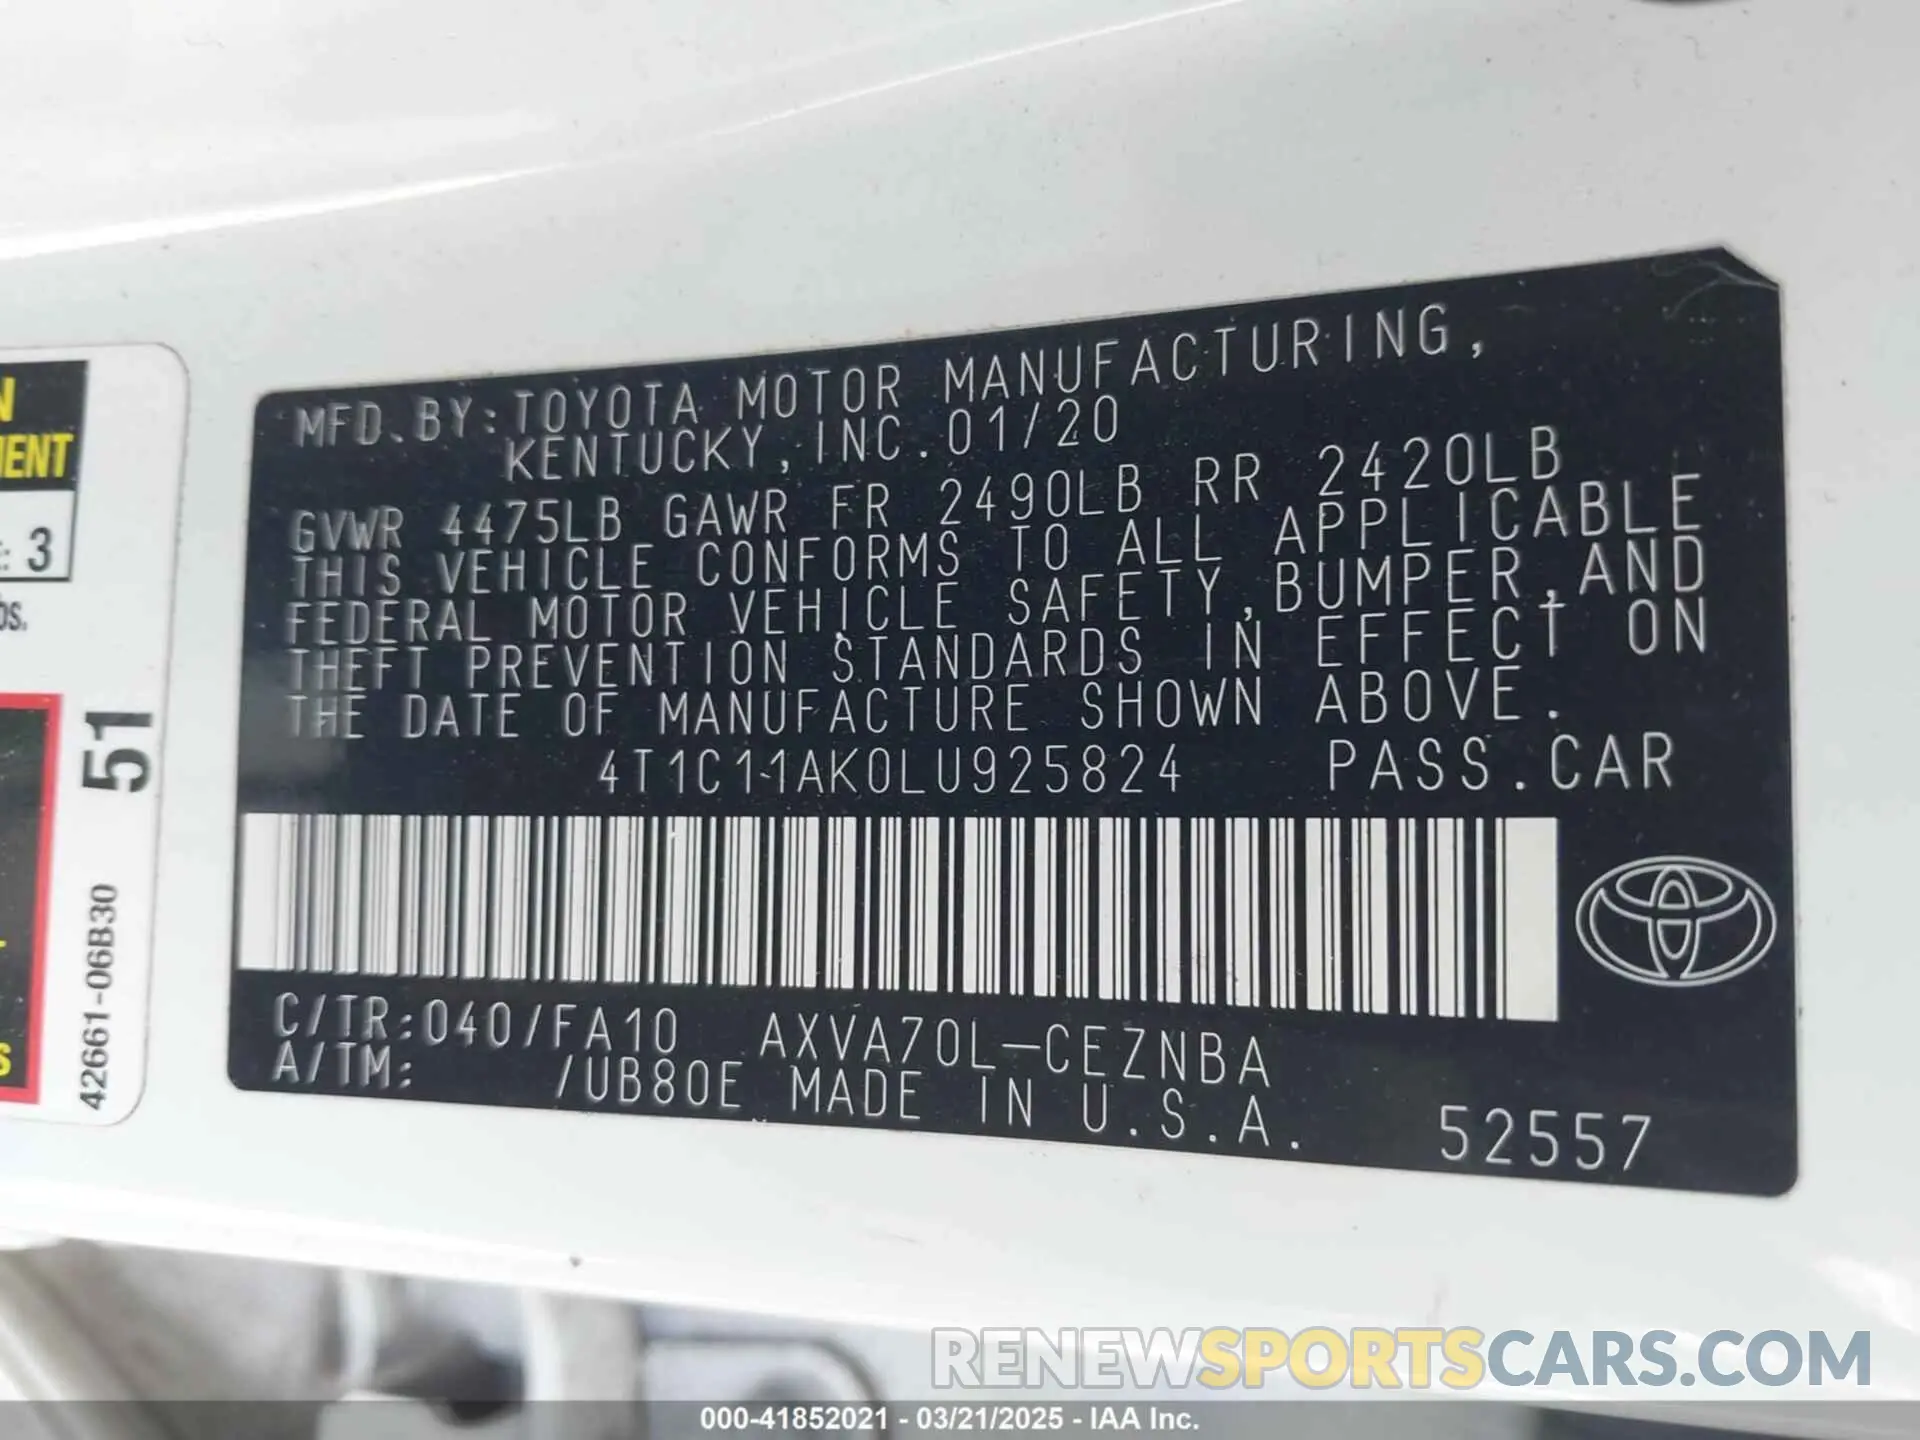 MFD.BY:TOYOTA MOTOR MANUFACTURING,
KENTUCKY,INC.01/20
GVWR 4475LB GAWR FR 2490LB RR 2420LB
THIS VEHICLE CONFORMS TO ALL APPLICABLE
FEDERAL MOTOR VEHICLE SAFETY,BUMPER,AND
THEFT PREVENTION STANDARDS IN EFFECT ON
THE DATE OF MANUFACTURE SHOWN ABOVE.
4T1C11AK0LU925824 PASS.CAR
C/TR:040/FA10 AXVA70L-CEZNBA
A/TM: /UB80E MADE IN U.S.A.
52557
3
51
42661-06B30
RENEWSPORTSCARS.COM
000-41852021 - 03/21/2025 - IAA Inc.